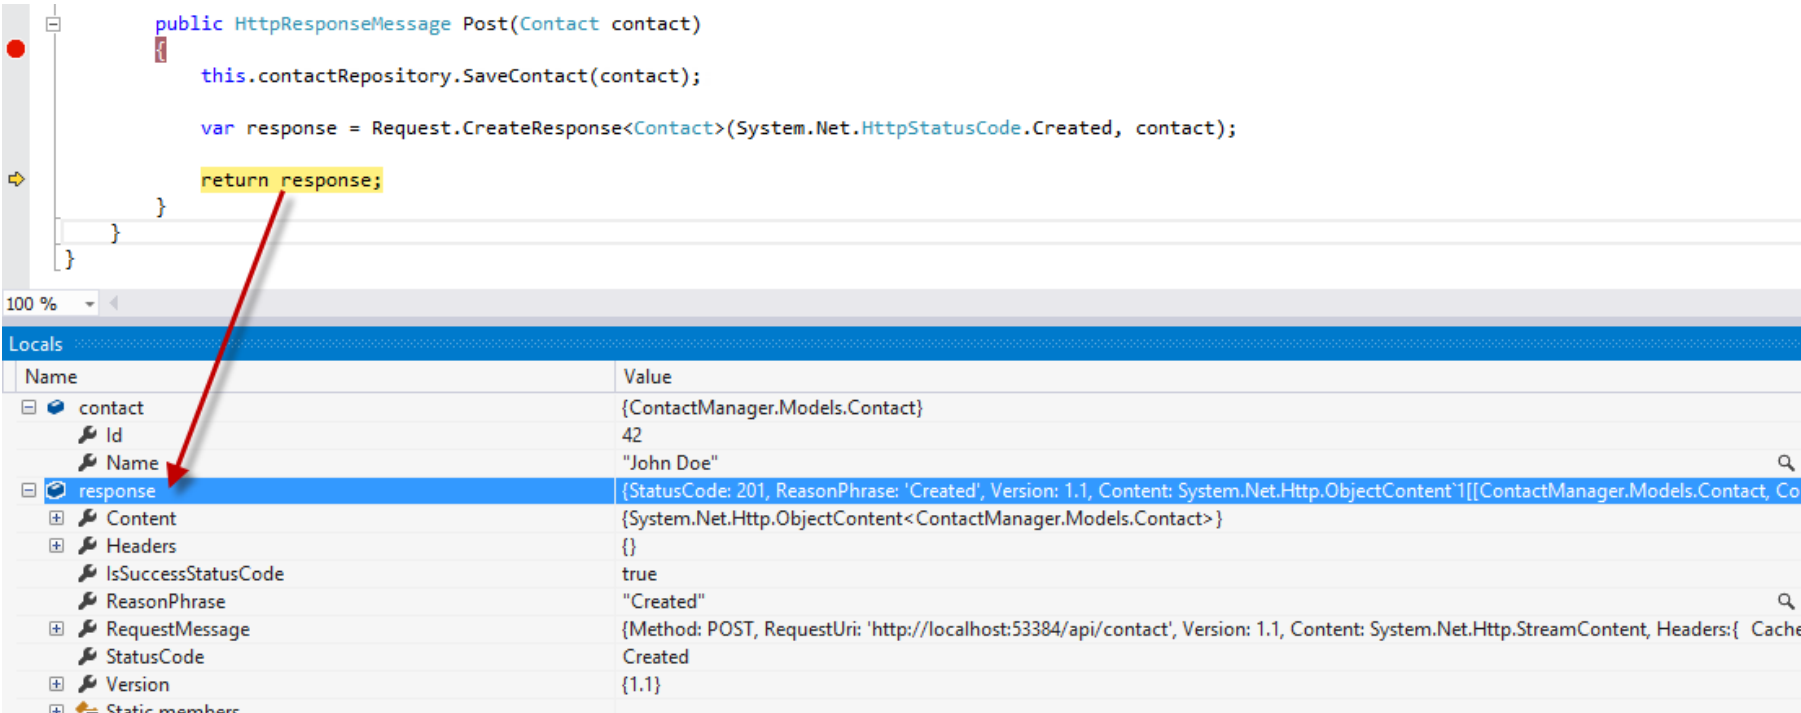 public HttpResponseMessage Post(Contact contact)
{
this.contactRepository.SaveContact(contact);
var response = Request.CreateResponse<Contact>(System.Net.HttpStatusCode.Created, contact);
return response;
}
}
}
100 %
Locals
Name Value
contact {ContactManager.Models.Contact}
Id 42
Name "John Doe"
response {StatusCode: 201, ReasonPhrase: 'Created', Version: 1.1, Content: System.Net.Http.ObjectContent`1[[ContactManager.Models.Contact, Co
Content {System.Net.Http.ObjectContent<ContactManager.Models.Contact>}
Headers {}
IsSuccessStatusCode true
ReasonPhrase "Created"
RequestMessage {Method: POST, RequestUri: 'http://localhost:53384/api/contact', Version: 1.1, Content: System.Net.Http.StreamContent, Headers:{ Cache
StatusCode Created
Version {1.1}
Static members